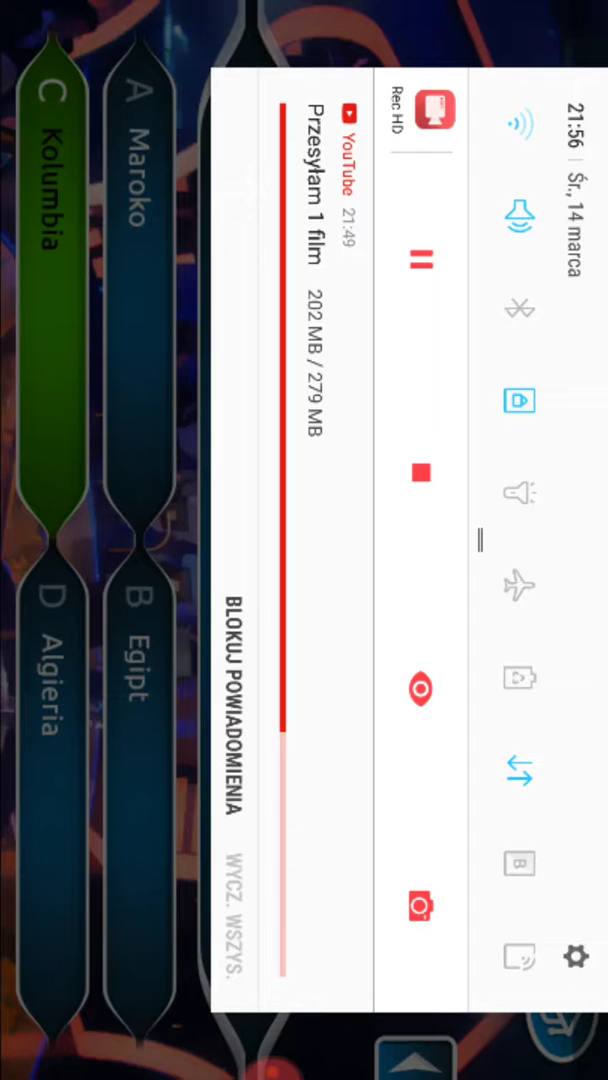 21:56 | Śr., 14 marca
B
Rec HD
YouTube 21:49
Przesyłam 1 film 202 MB / 279 MB
BLOKUJ POWIADOMIENIA WYCZ. WSZYS.
A Maroko
B Egipt
C Kolumbia
D Algieria